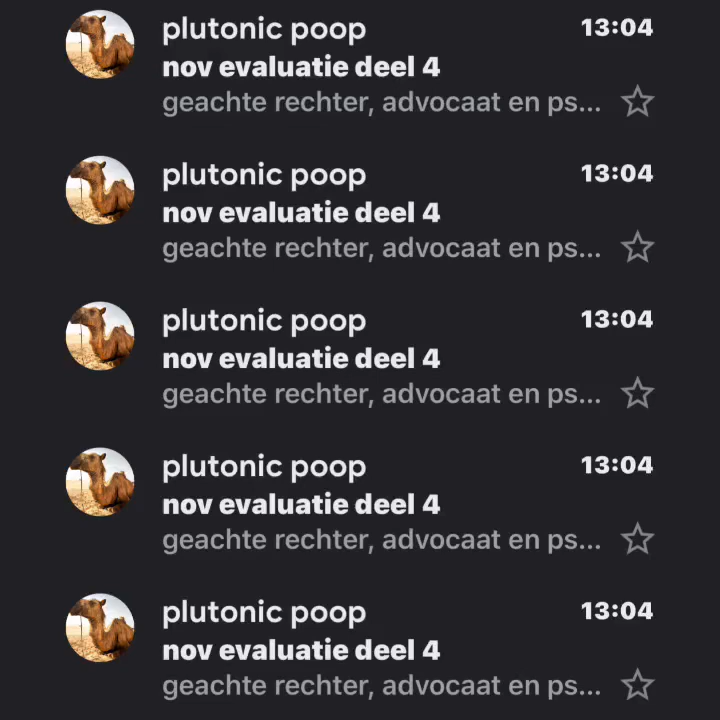 plutonic poop 13:04
nov evaluatie deel 4
geachte rechter, advocaat en ps...
plutonic poop 13:04
nov evaluatie deel 4
geachte rechter, advocaat en ps...
plutonic poop 13:04
nov evaluatie deel 4
geachte rechter, advocaat en ps...
plutonic poop 13:04
nov evaluatie deel 4
geachte rechter, advocaat en ps...
plutonic poop 13:04
nov evaluatie deel 4
geachte rechter, advocaat en ps...